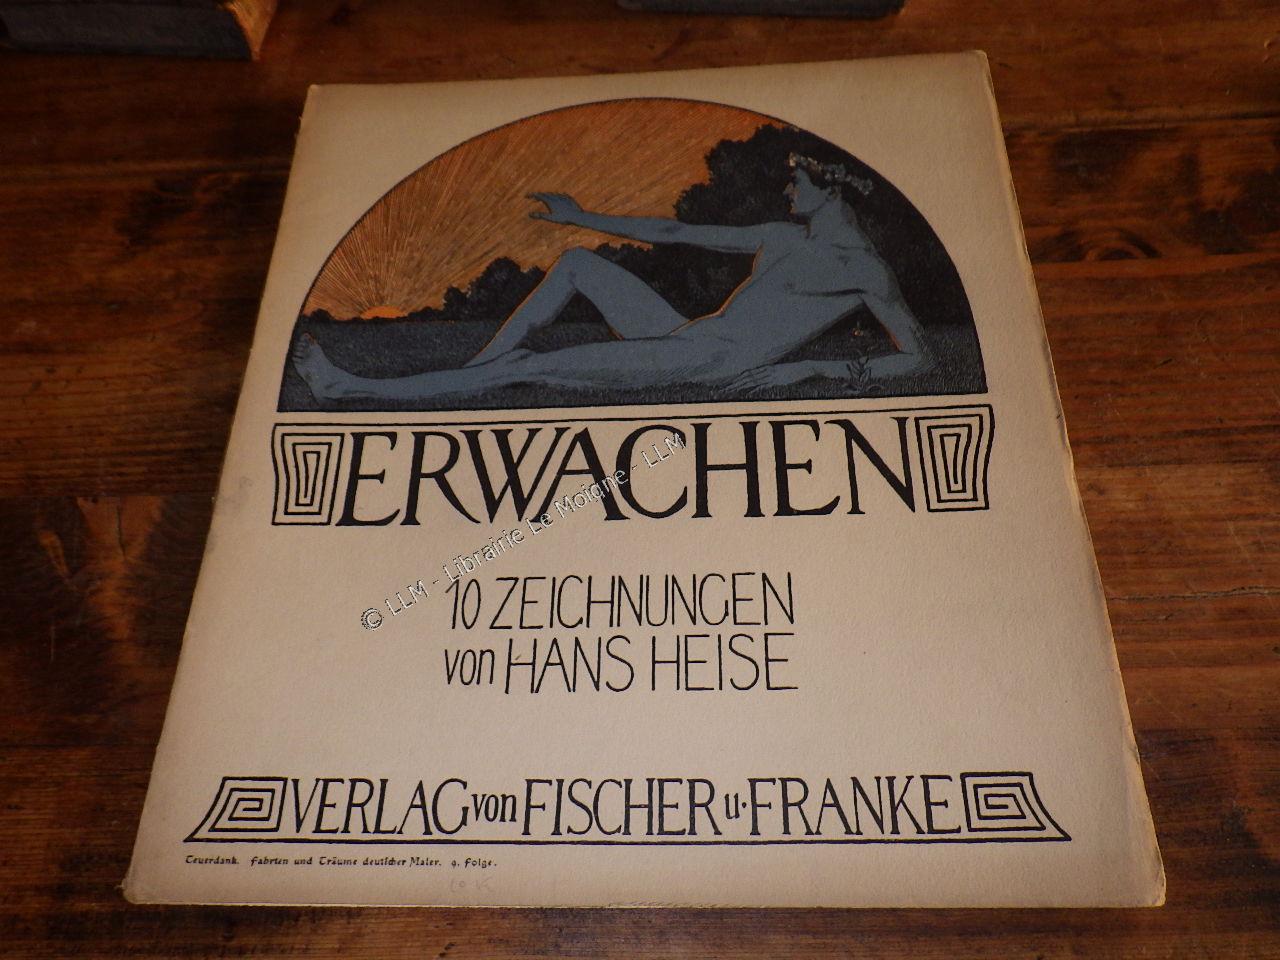 ERWACHEN
© LLM - Librairie Le Moigne - LLM
10 ZEICHNUNGEN
von HANS HEISE
VERLAG von FISCHER u. FRANKE
Teuerdank. Fahrten und Träume deutscher Maler. 9. Folge.